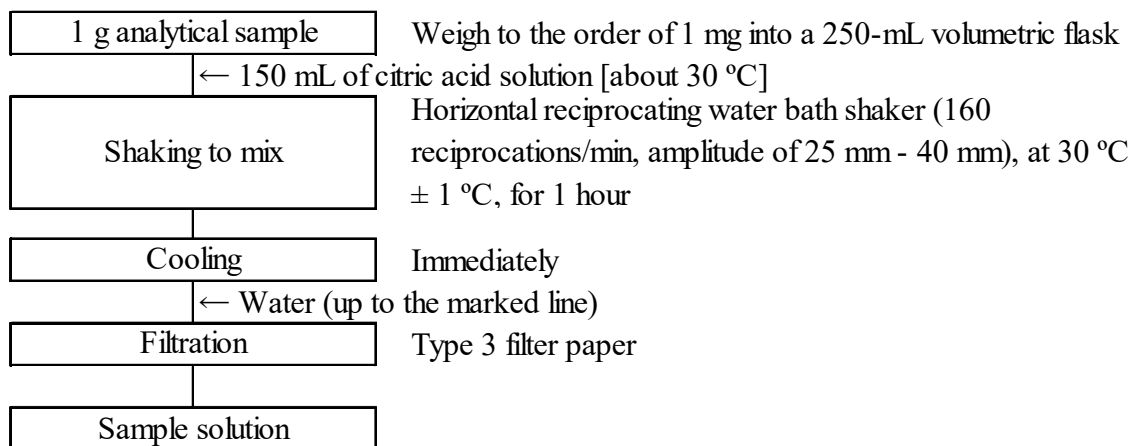 1 g analytical sample
Weigh to the order of 1 mg into a 250-mL volumetric flask
← 150 mL of citric acid solution [about 30 ºC]
Shaking to mix
Horizontal reciprocating water bath shaker (160
reciprocations/min, amplitude of 25 mm - 40 mm), at 30 ºC
± 1 ºC, for 1 hour
Cooling
Immediately
← Water (up to the marked line)
Filtration
Type 3 filter paper
Sample solution